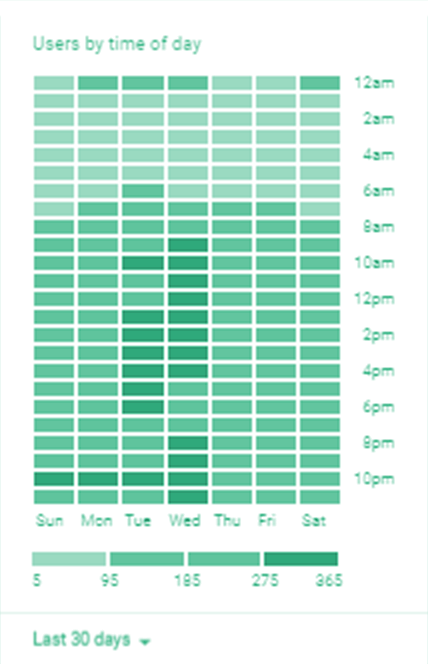 Users by time of day
12am
2am
4am
6am
8am
10am
12pm
2pm
4pm
6pm
8pm
10pm
Sun Mon Tue Wed Thu Fri Sat
5 95 185 275 365
Last 30 days